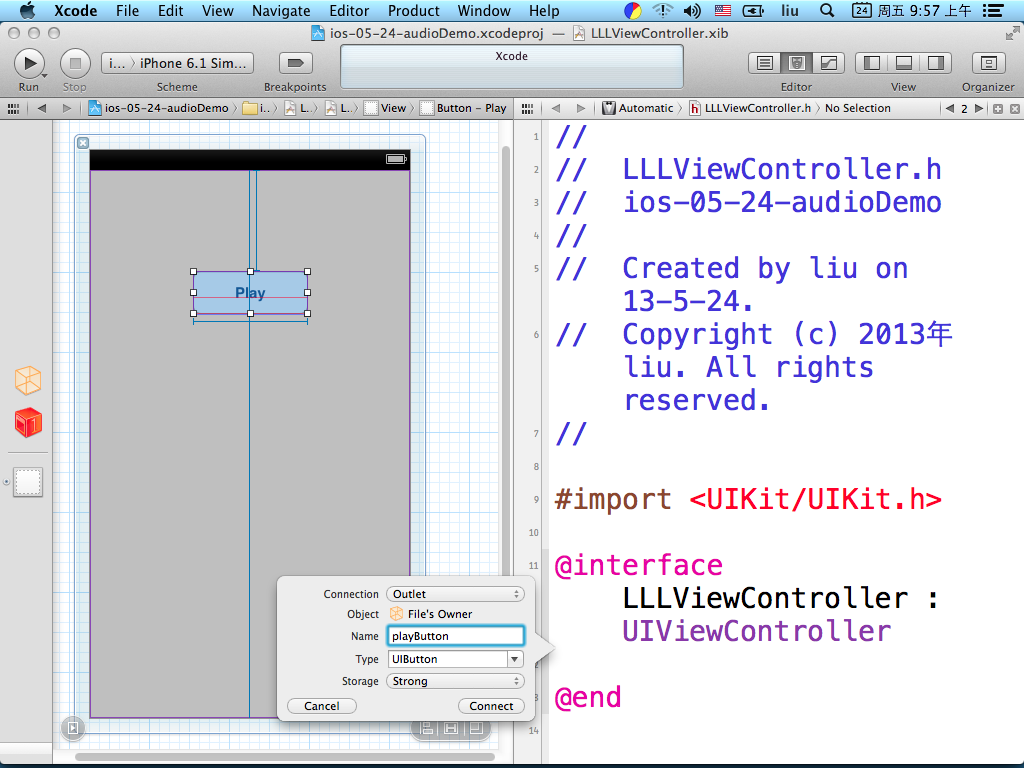 Xcode File Edit View Navigate Editor Product Window Help liu 24 周五 9:57 上午
ios-05-24-audioDemo.xcodeproj — LLLViewController.xib
i... › iPhone 6.1 Sim...
Xcode
Run Stop Scheme Breakpoints Editor View Organizer
ios-05-24-audioDemo i... L... L... View Button – Play
Automatic h LLLViewController.h No Selection 2
1 //
2 // LLLViewController.h
3 // ios-05-24-audioDemo
4 //
5 // Created by liu on
13-5-24.
6 // Copyright (c) 2013年
liu. All rights
reserved.
7 //
8
9 #import <UIKit/UIKit.h>
10
11 @interface
LLLViewController :
UIViewController
@end
14
Play
Connection Outlet
Object File's Owner
Name playButton
Type UIButton
Storage Strong
Cancel Connect